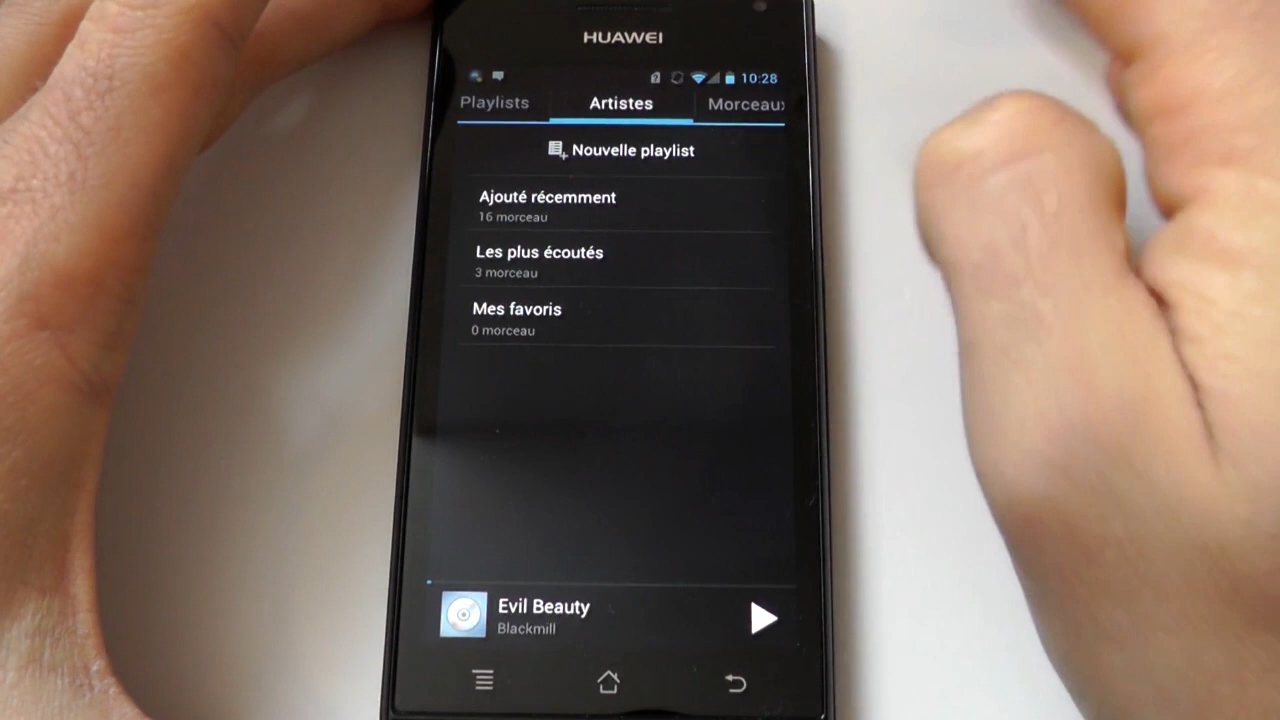 HUAWEI
10:28
Playlists Artistes Morceau
Nouvelle playlist
Ajouté récemment
16 morceau
Les plus écoutés
3 morceau
Mes favoris
0 morceau
Evil Beauty
Blackmill